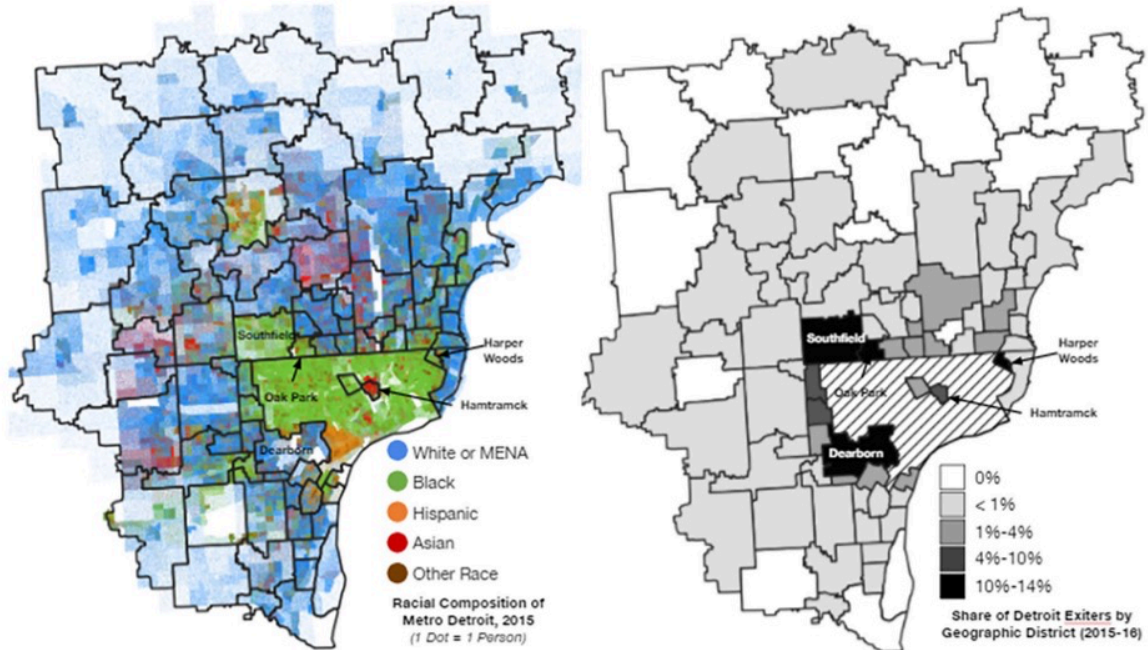 Southfield
Oak Park
Harper
Woods
Hamtramck
Dearborn
White or MENA
Black
Hispanic
Asian
Other Race
Racial Composition of
Metro Detroit, 2015
(1 Dot = 1 Person)
Southfield
Oak Park
Harper
Woods
Hamtramck
Dearborn
0%
< 1%
1%-4%
4%-10%
10%-14%
Share of Detroit Exiters by
Geographic District (2015-16)